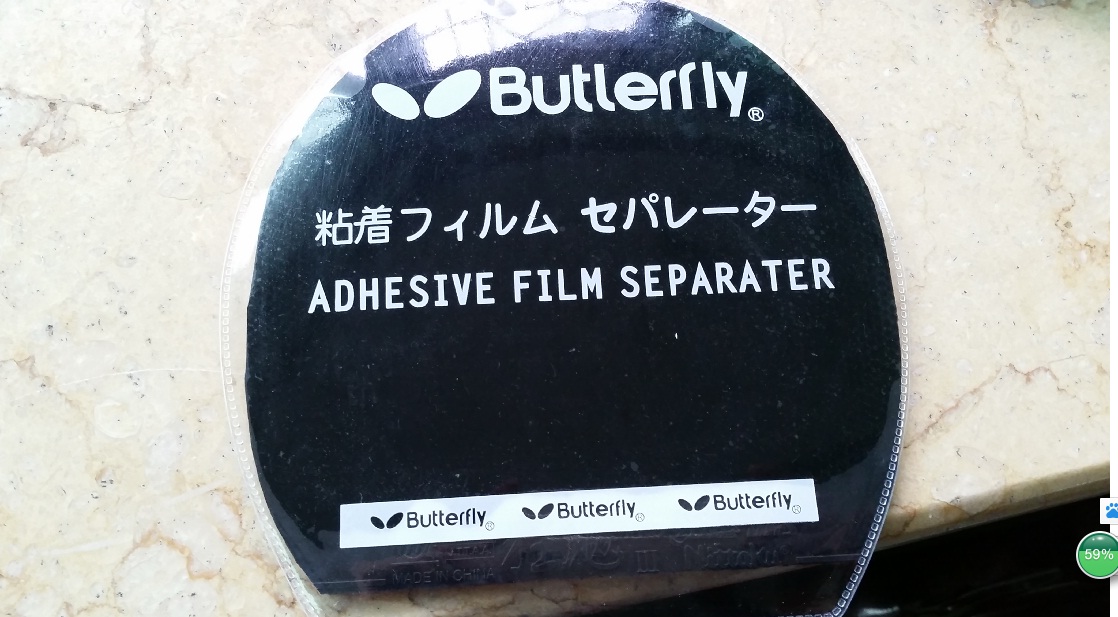 Butterfly®
粘着フィルム セパレーター
ADHESIVE FILM SEPARATER
Butterfly® Butterfly® Butterfly®
MADE IN CHINA
59%